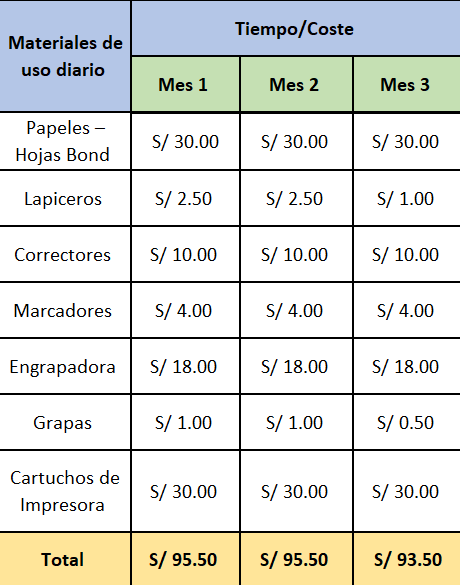 Materiales de
uso diario
Tiempo/Coste
Mes 1 Mes 2 Mes 3
Papeles –
Hojas Bond
S/ 30.00 S/ 30.00 S/ 30.00
Lapiceros S/ 2.50 S/ 2.50 S/ 1.00
Correctores S/ 10.00 S/ 10.00 S/ 10.00
Marcadores S/ 4.00 S/ 4.00 S/ 4.00
Engrapadora S/ 18.00 S/ 18.00 S/ 18.00
Grapas S/ 1.00 S/ 1.00 S/ 0.50
Cartuchos de
Impresora
S/ 30.00 S/ 30.00 S/ 30.00
Total S/ 95.50 S/ 95.50 S/ 93.50